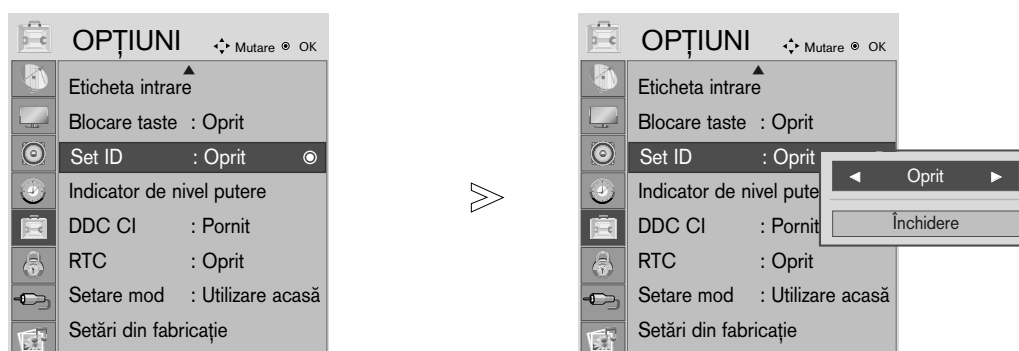 OPȚIUNI Mutare OK
Eticheta intrare
Blocare taste : Oprit
Set ID : Oprit
Indicator de nivel putere
DDC CI : Pornit
RTC : Oprit
Setare mod : Utilizare acasă
Setări din fabricație
OPȚIUNI Mutare OK
Eticheta intrare
Blocare taste : Oprit
Set ID : Oprit
Indicator de nivel pute
DDC CI : Pornit
RTC : Oprit
Setare mod : Utilizare acasă
Setări din fabricație
◄ Oprit ►
Închidere